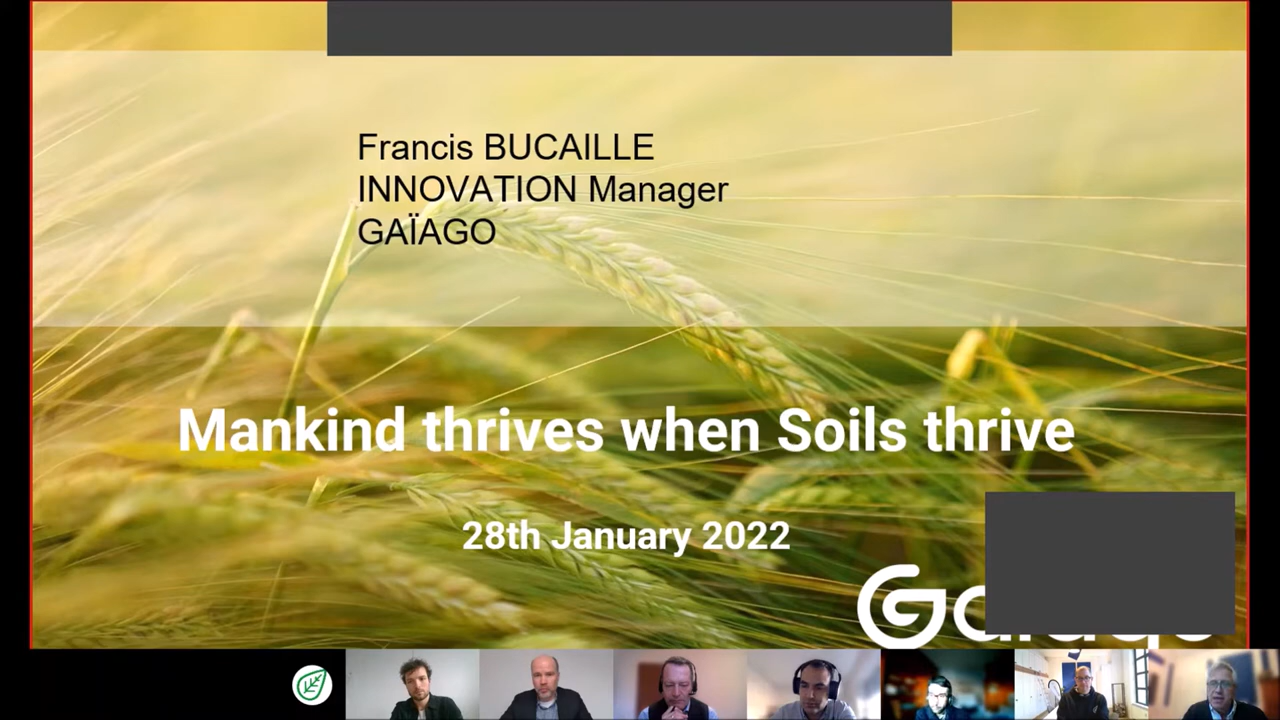 Francis BUCAILLE
INNOVATION Manager
GAÏAGO
Mankind thrives when Soils thrive
28th January 2022